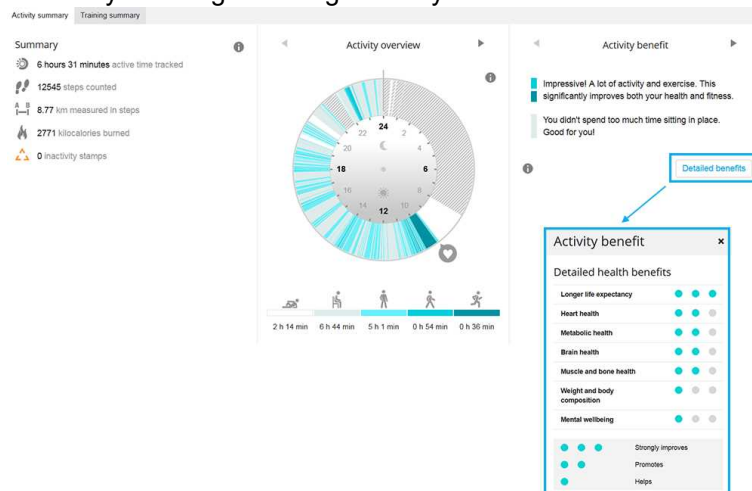 Activity summary
Training summary
Summary
6 hours 31 minutes active time tracked
12545 steps counted
A B
8.77 km measured in steps
2771 kilocalories burned
0 inactivity stamps
Activity overview
24
22
2
20
4
18
6
16
8
14
10
12
2 h 14 min
6 h 44 min
5 h 1 min
0 h 54 min
0 h 36 min
Activity benefit
Impressive! A lot of activity and exercise. This
significantly improves both your health and fitness.
You didn't spend too much time sitting in place.
Good for you!
Detailed benefits
Activity benefit
×
Detailed health benefits
Longer life expectancy
Heart health
Metabolic health
Brain health
Muscle and bone health
Weight and body
composition
Mental wellbeing
Strongly improves
Promotes
Helps